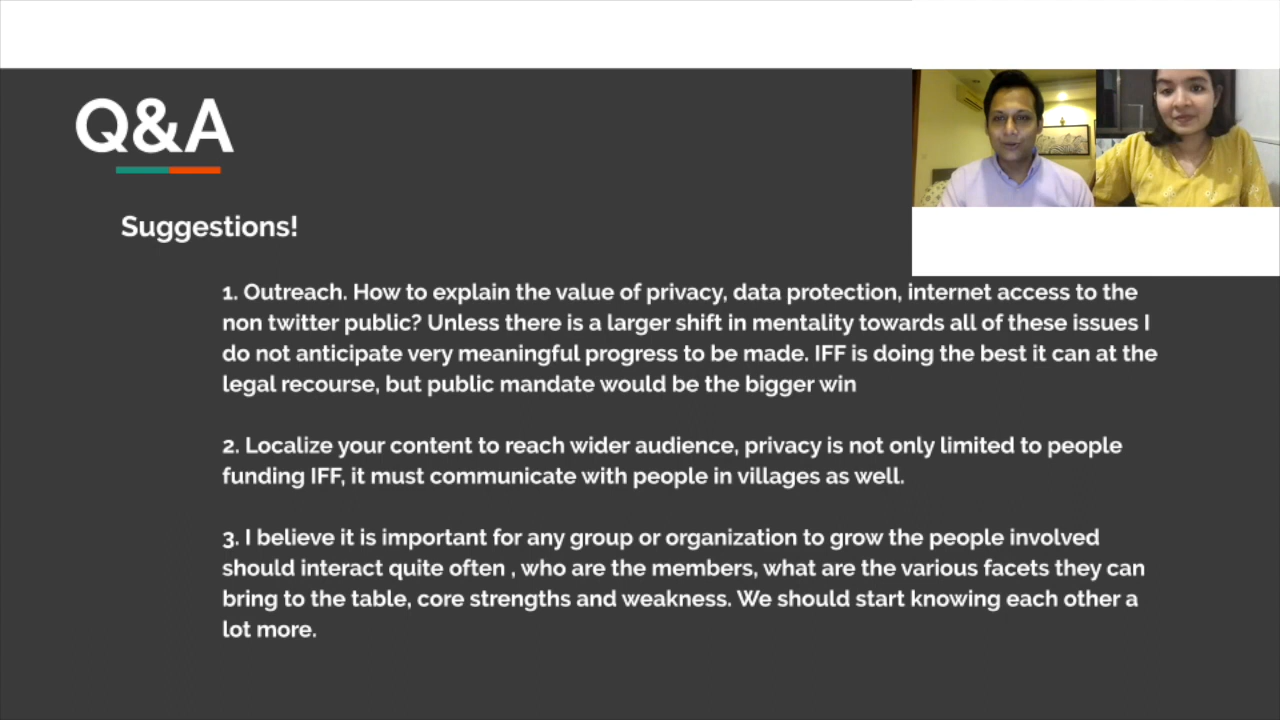 Q&A
Suggestions!
1. Outreach. How to explain the value of privacy, data protection, internet access to the
non twitter public? Unless there is a larger shift in mentality towards all of these issues I
do not anticipate very meaningful progress to be made. IFF is doing the best it can at the
legal recourse, but public mandate would be the bigger win
2. Localize your content to reach wider audience, privacy is not only limited to people
funding IFF, it must communicate with people in villages as well.
3. I believe it is important for any group or organization to grow the people involved
should interact quite often , who are the members, what are the various facets they can
bring to the table, core strengths and weakness. We should start knowing each other a
lot more.